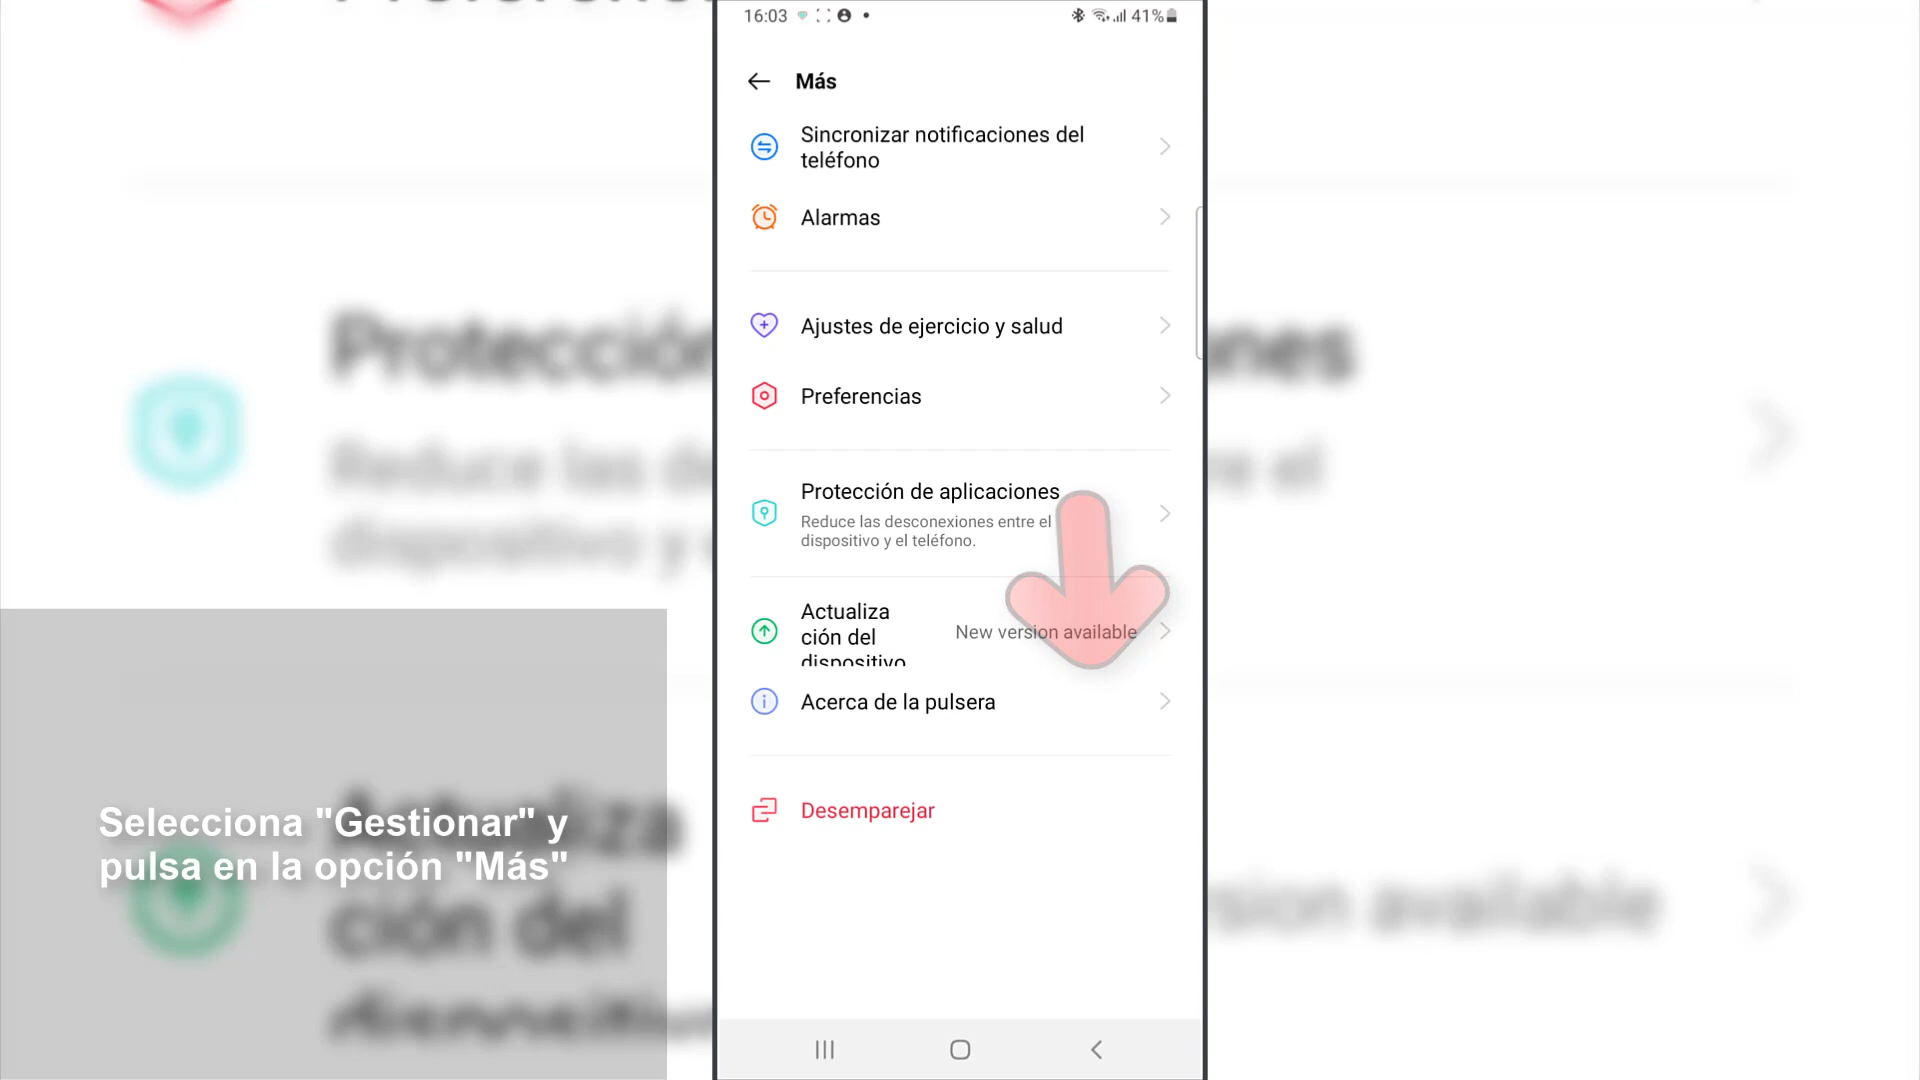 16:03
41%
Más
Sincronizar notificaciones del
teléfono
Alarmas
Ajustes de ejercicio y salud
Preferencias
Protección de aplicaciones
Reduce las desconexiones entre el
dispositivo y el teléfono.
Actualiza
ción del
dispositivo
New version available
Acerca de la pulsera
Desemparejar
Selecciona "Gestionar" y
pulsa en la opción "Más"